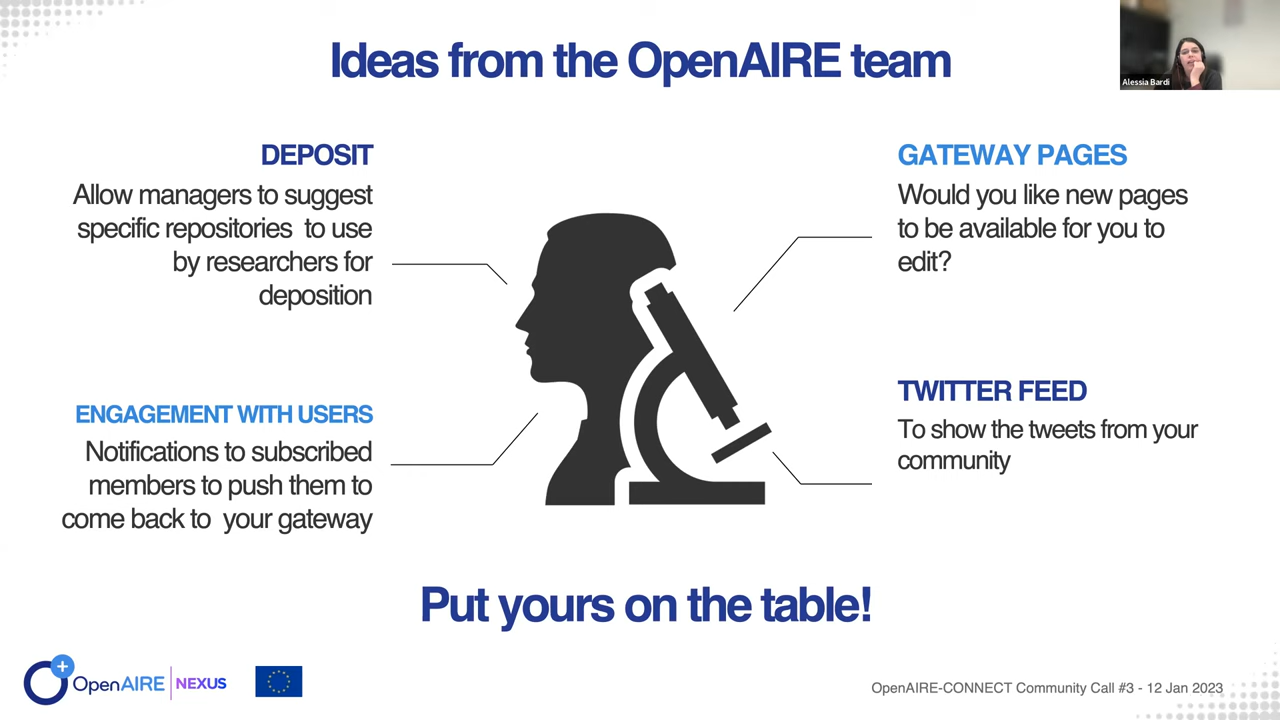 Ideas from the OpenAIRE team
Alessia Bardi
DEPOSIT
Allow managers to suggest
specific repositories to use
by researchers for
deposition
ENGAGEMENT WITH USERS
Notifications to subscribed
members to push them to
come back to your gateway
GATEWAY PAGES
Would you like new pages
to be available for you to
edit?
TWITTER FEED
To show the tweets from your
community
Put yours on the table!
OpenAIRE NEXUS
OpenAIRE-CONNECT Community Call #3 - 12 Jan 2023